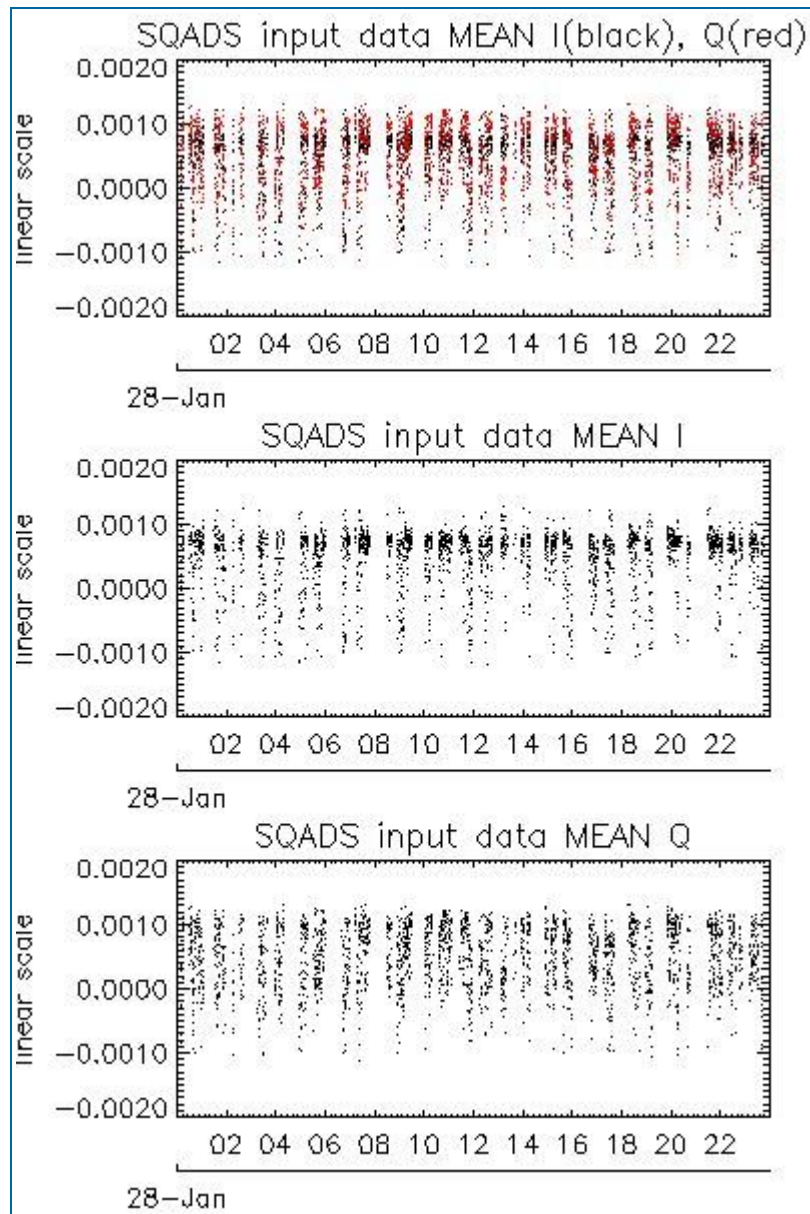 SQADS input data MEAN I(black), Q(red)
0.0020
0.0010
0.0000
−0.0010
−0.0020
linear scale
02 04 06 08 10 12 14 16 18 20 22
28-Jan
SQADS input data MEAN I
0.0020
0.0010
0.0000
−0.0010
−0.0020
linear scale
02 04 06 08 10 12 14 16 18 20 22
28-Jan
SQADS input data MEAN Q
0.0020
0.0010
0.0000
−0.0010
−0.0020
linear scale
02 04 06 08 10 12 14 16 18 20 22
28-Jan